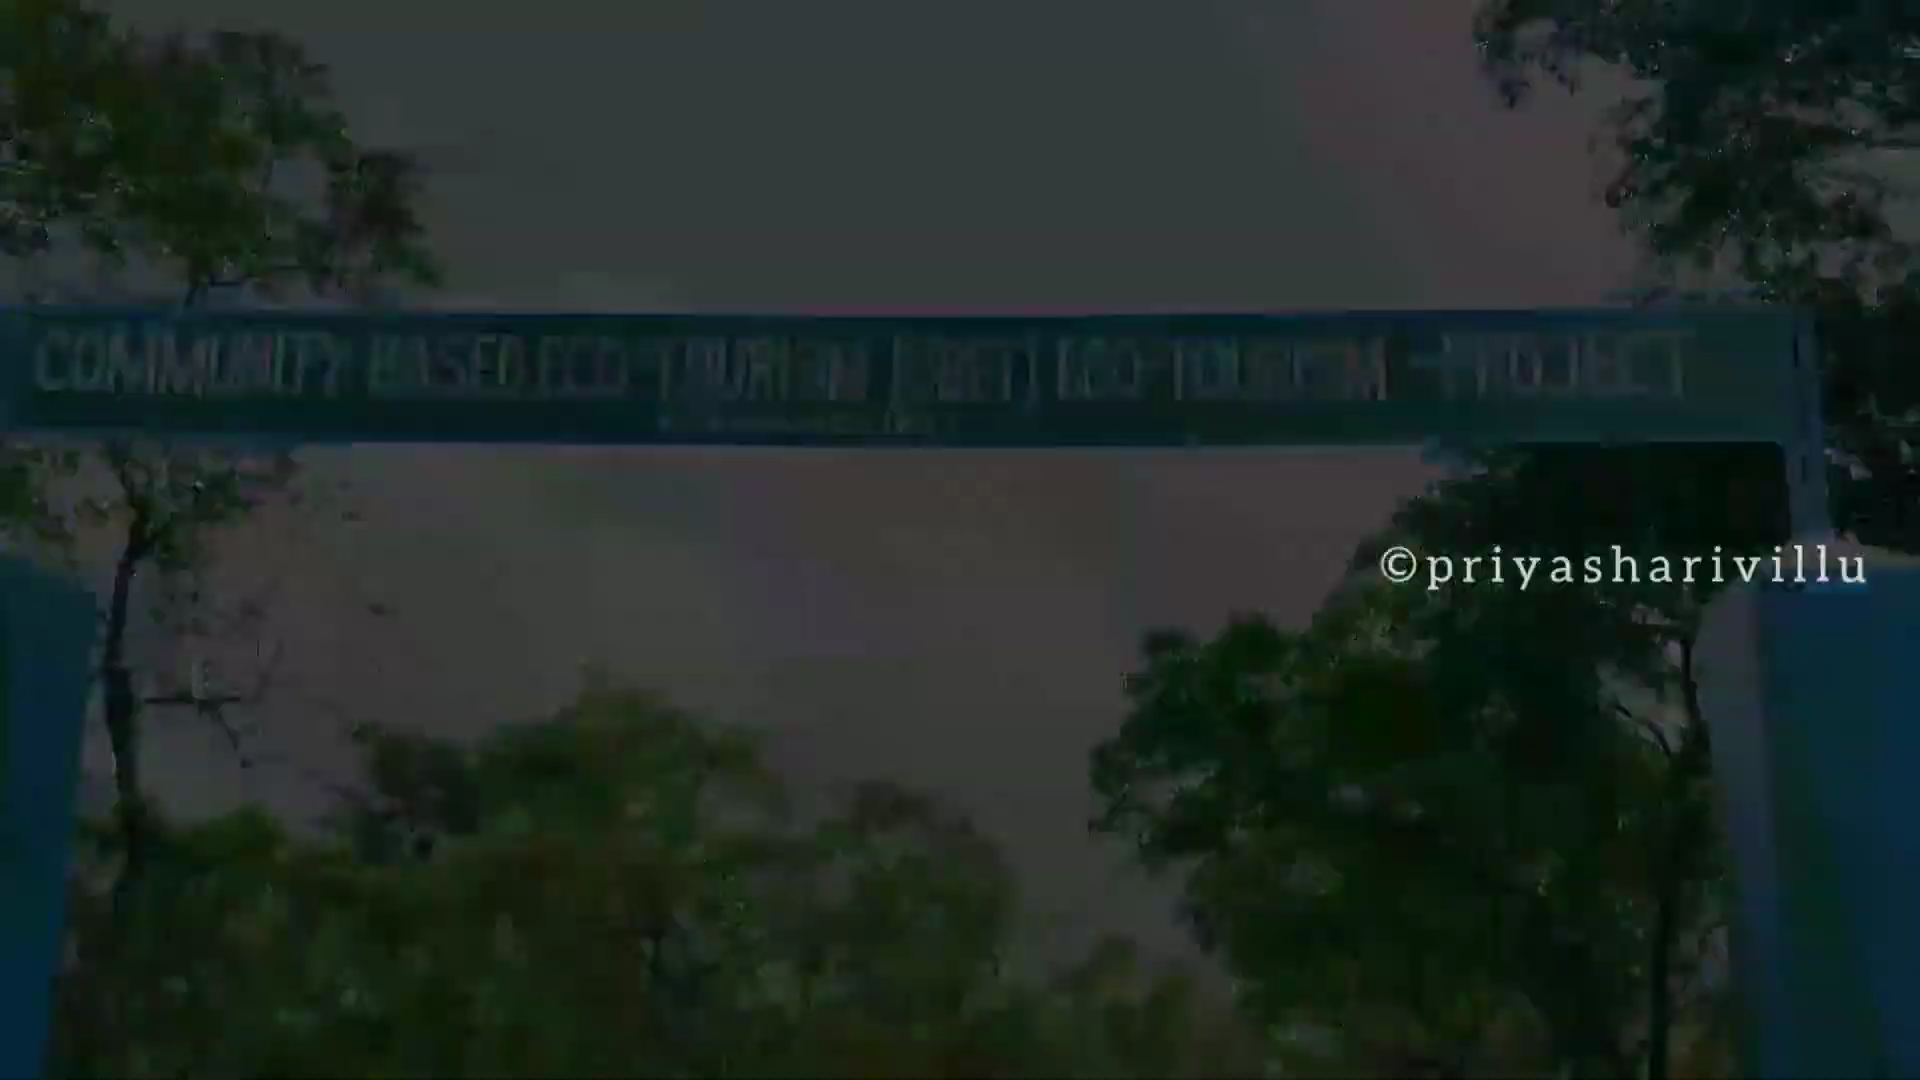 COMMUNITY BASED ECO-TOURISM (CBET) ECO-TOURISM -PROJECT
©priyasharivillu